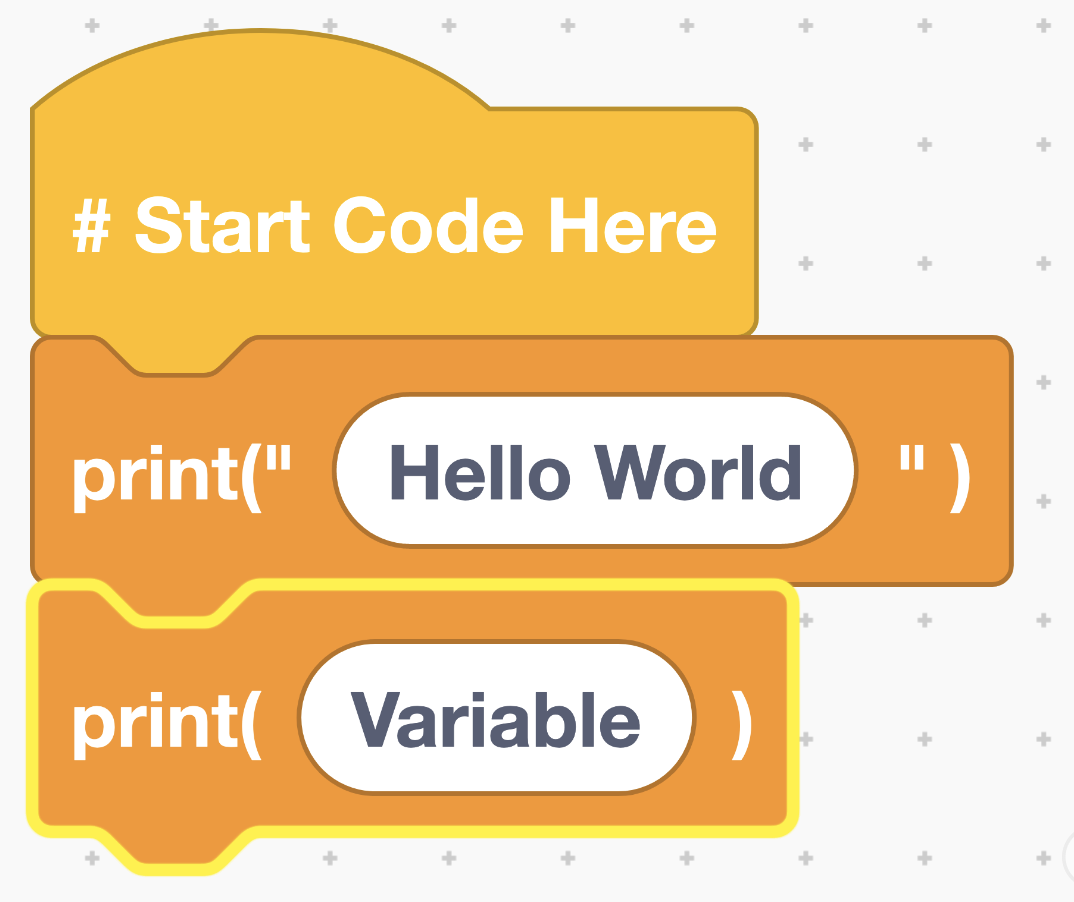 # Start Code Here
print(" Hello World " )
print( Variable )